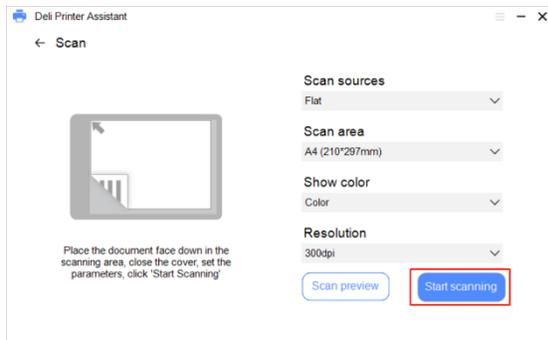 Deli Printer Assistant
Scan
Scan sources
Flat
Scan area
A4 (210*297mm)
Show color
Color
Resolution
300dpi
Place the document face down in the
scanning area, close the cover, set the
parameters, click 'Start Scanning'
Scan preview
Start scanning